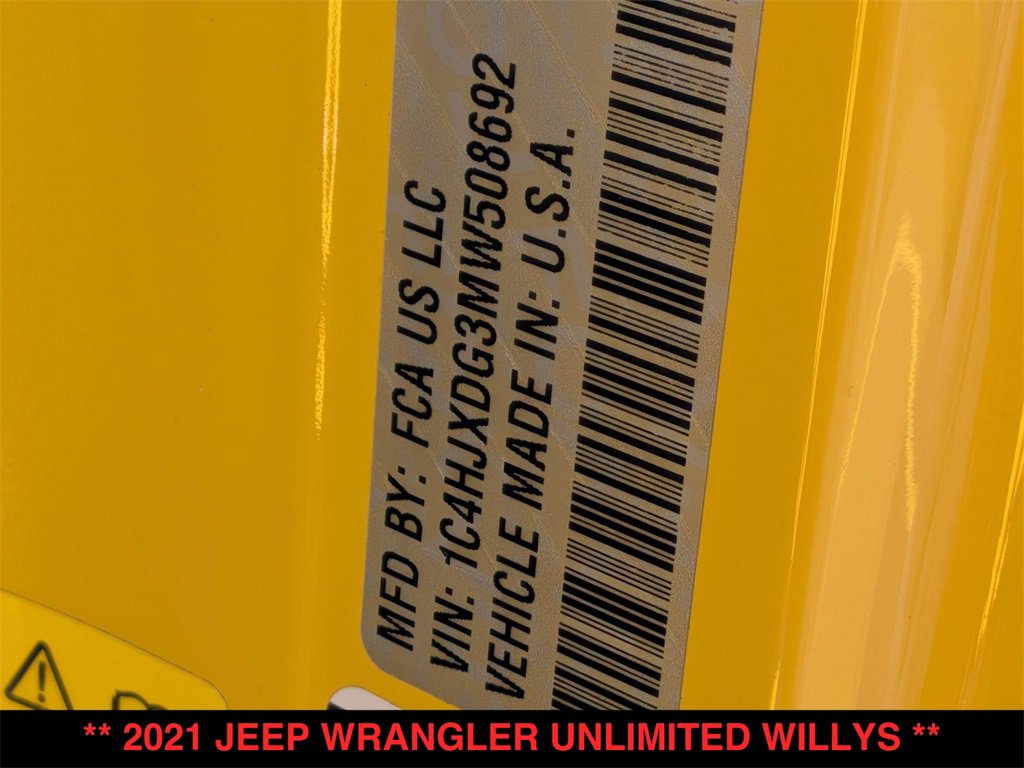 MFD BY: FCA US LLC
VIN: 1C4HJXDG3MW508692
VEHICLE MADE IN: U.S.A.
** 2021 JEEP WRANGLER UNLIMITED WILLYS **